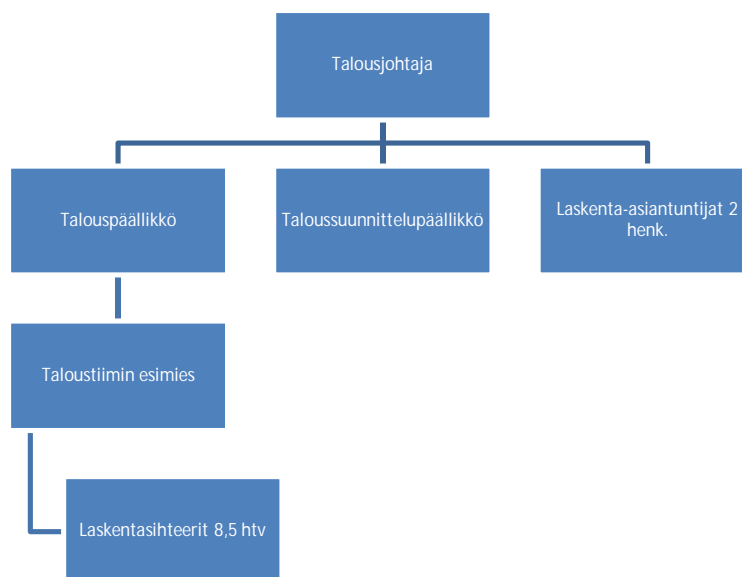 Talousjohtaja
Talouspäällikkö
Taloussuunnittelupäällikkö
Laskenta-asiantuntijat 2
henk.
Taloustiimin esimies
Laskentasihteerit 8,5 htv